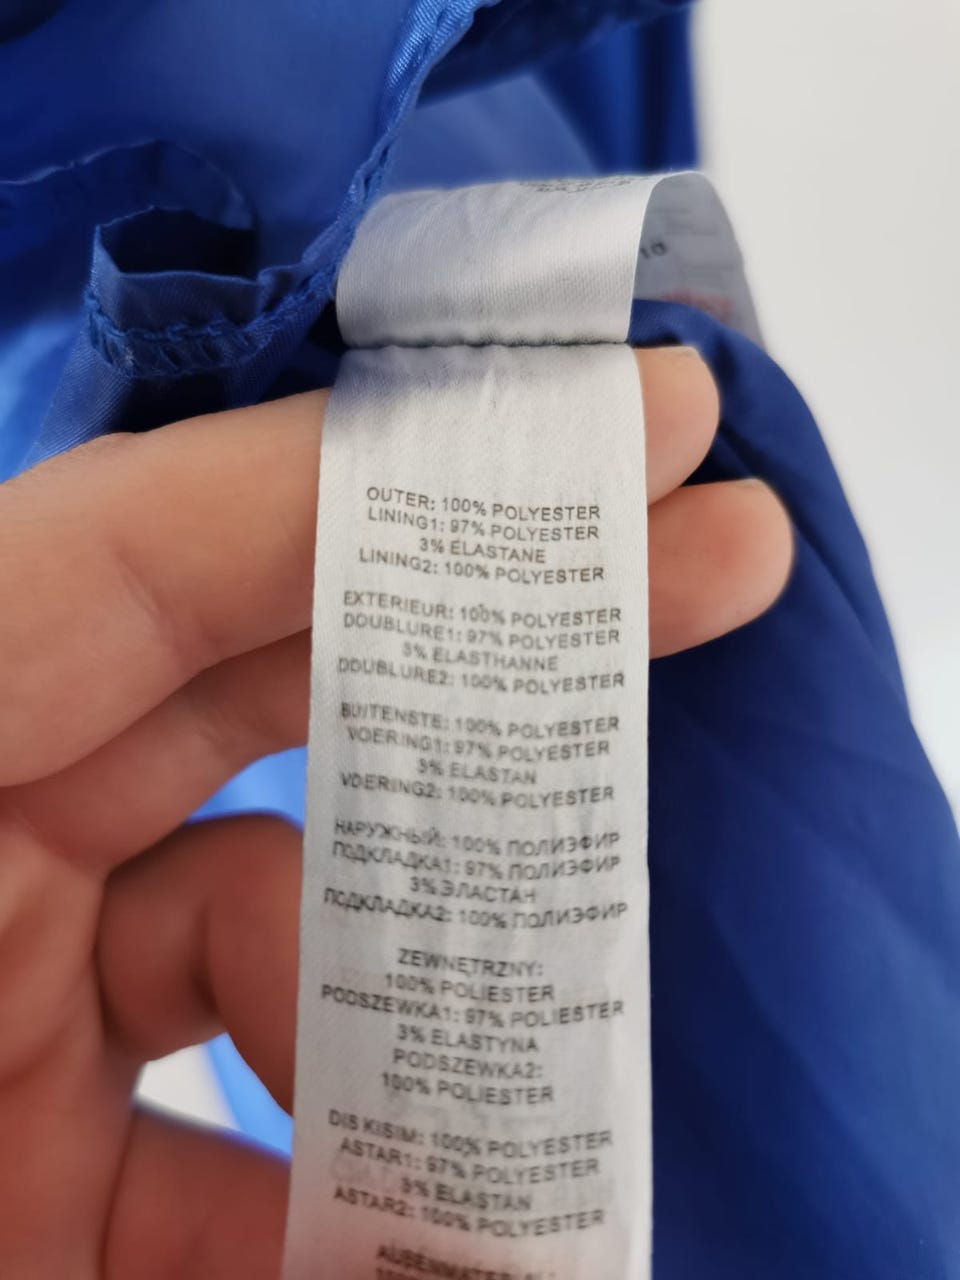 OUTER: 100% POLYESTER
LINING1: 97% POLYESTER
3% ELASTANE
LINING2: 100% POLYESTER
EXTERIEUR: 100% POLYESTER
DOUBLURE1: 97% POLYESTER
3% ELASTHANNE
DOUBLURE2: 100% POLYESTER
BUITENSTE: 100% POLYESTER
VOERING1: 97% POLYESTER
3% ELASTAN
VOERING2: 100% POLYESTER
НАРУЖНЫЙ: 100% ПОЛИЭФИР
ПОДКЛАДКА1: 97% ПОЛИЭФИР
3% ЭЛАСТАН
ПОДКЛАДКА2: 100% ПОЛИЭФИР
ZEWNĘTRZNY:
100% POLIESTER
PODSZEWKA1: 97% POLIESTER
3% ELASTYNA
PODSZEWKA2:
100% POLIESTER
DIS KISIM: 100% POLYESTER
ASTAR1: 97% POLYESTER
3% ELASTAN
ASTAR2: 100% POLYESTER
AUßENMATERIAL: